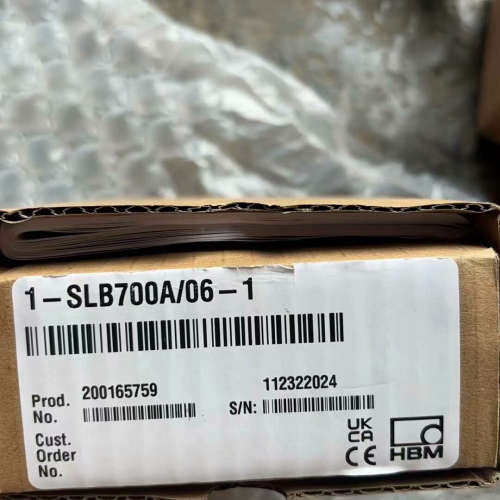 1-SLB700A/06-1
Prod. No. 200165759
S/N: 112322024
Cust. Order No.
UK CA CE
HBM